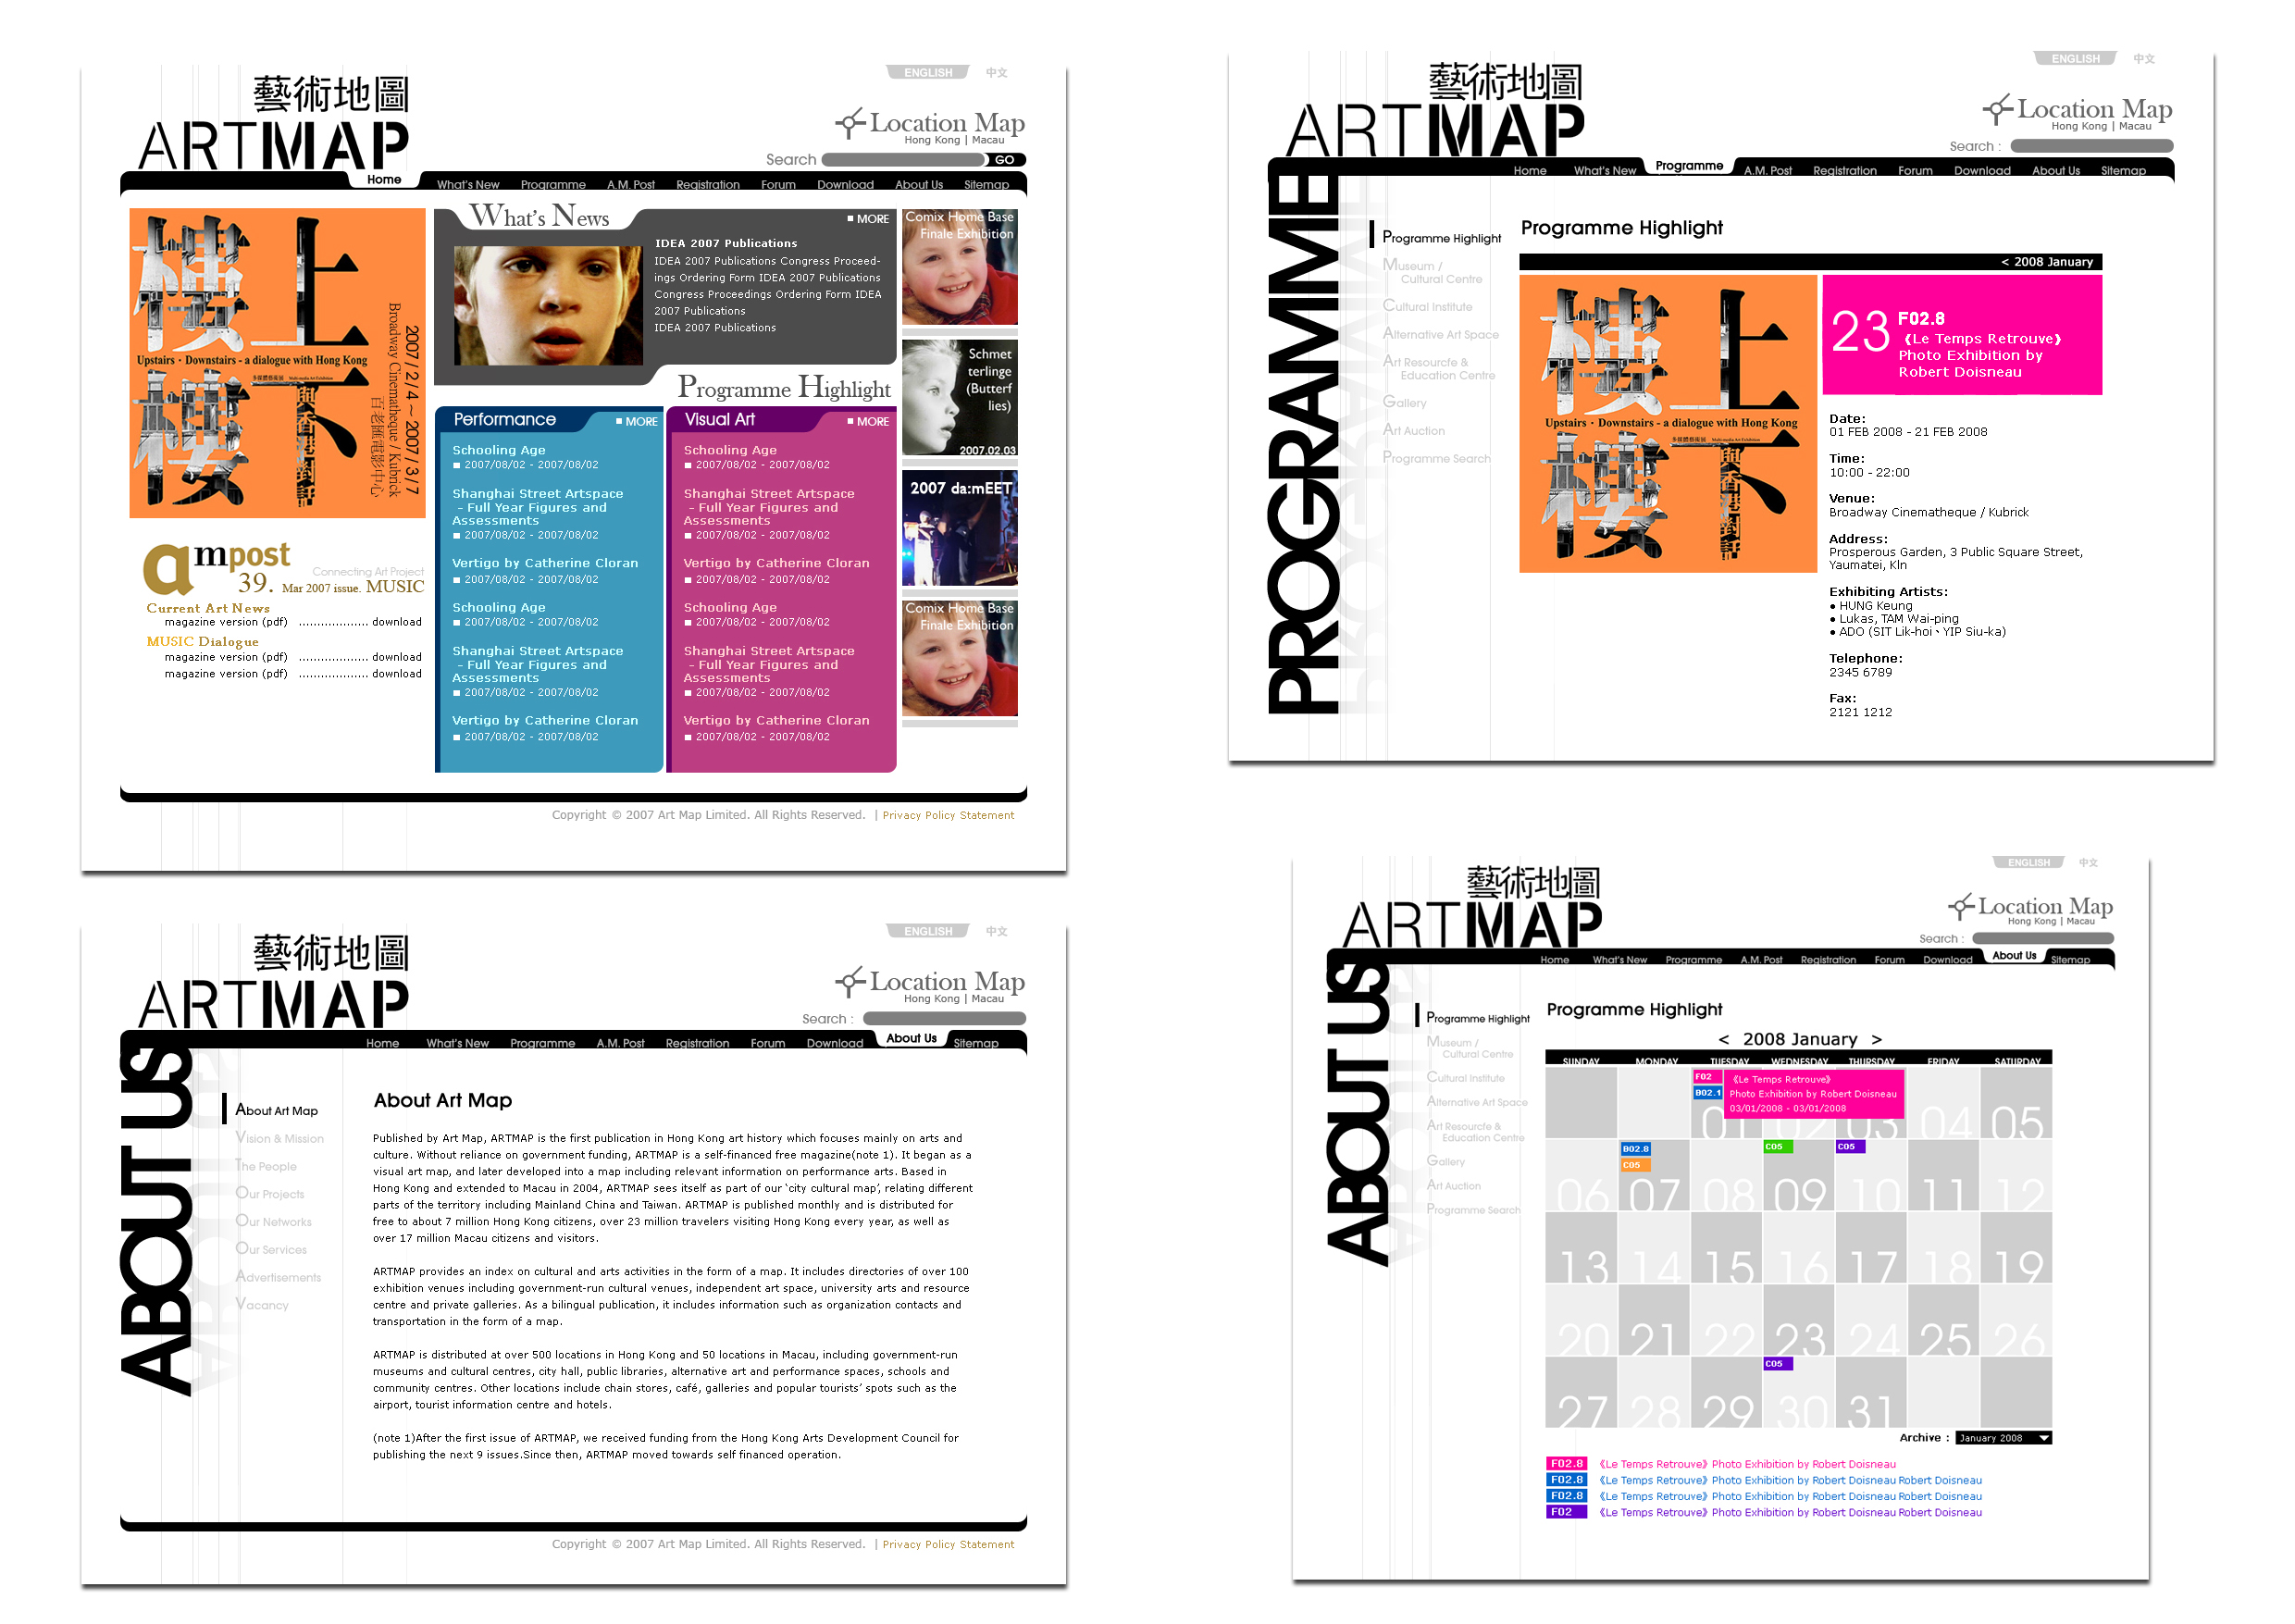 ENGLISH 中文
藝術地圖
ARTMAP
Location Map
Hong Kong | Macau
Search GO
Home What's New Programme A.M. Post Registration Forum Download About Us Sitemap
樓上
Upstairs · Downstairs - a dialogue with Hong Kong
多媒體藝術展 Multi-media Art Exhibition
樓下
2007 / 2 / 4 ~ 2007 / 3 / 7
Broadway Cinematheque / Kubrick
百老匯電影中心
What's News
MORE
IDEA 2007 Publications
IDEA 2007 Publications Congress Proceed-
ings Ordering Form IDEA 2007 Publications
Congress Proceedings Ordering Form IDEA
2007 Publications
IDEA 2007 Publications
Programme Highlight
Performance MORE
Schooling Age
2007/08/02 - 2007/08/02
Shanghai Street Artspace
- Full Year Figures and
Assessments
2007/08/02 - 2007/08/02
Vertigo by Catherine Cloran
2007/08/02 - 2007/08/02
Schooling Age
2007/08/02 - 2007/08/02
Shanghai Street Artspace
- Full Year Figures and
Assessments
2007/08/02 - 2007/08/02
Vertigo by Catherine Cloran
2007/08/02 - 2007/08/02
Visual Art MORE
Schooling Age
2007/08/02 - 2007/08/02
Shanghai Street Artspace
- Full Year Figures and
Assessments
2007/08/02 - 2007/08/02
Vertigo by Catherine Cloran
2007/08/02 - 2007/08/02
Schooling Age
2007/08/02 - 2007/08/02
Shanghai Street Artspace
- Full Year Figures and
Assessments
2007/08/02 - 2007/08/02
Vertigo by Catherine Cloran
2007/08/02 - 2007/08/02
Comix Home Base
Finale Exhibition
Schmet
terlinge
(Butterf
lies)
2007.02.03
2007 da:mEET
Comix Home Base
Finale Exhibition
ampost
Connecting Art Project
39. Mar 2007 issue. MUSIC
Current Art News
magazine version (pdf) ................... download
MUSIC Dialogue
magazine version (pdf) ................... download
magazine version (pdf) ................... download
Copyright © 2007 Art Map Limited. All Rights Reserved. | Privacy Policy Statement
ENGLISH 中文
藝術地圖
ARTMAP
Location Map
Hong Kong | Macau
Search :
Home What's New Programme A.M. Post Registration Forum Download About Us Sitemap
PROGRAMME
Programme Highlight
Museum /
Cultural Centre
Cultural Institute
Alternative Art Space
Art Resourcfe &
Education Centre
Gallery
Art Auction
Programme Search
Programme Highlight
< 2008 January
樓上
Upstairs · Downstairs - a dialogue with Hong Kong
多媒體藝術展 Multi-media Art Exhibition
樓下
23 F02.8
《Le Temps Retrouve》
Photo Exhibition by
Robert Doisneau
Date:
01 FEB 2008 - 21 FEB 2008
Time:
10:00 - 22:00
Venue:
Broadway Cinematheque / Kubrick
Address:
Prosperous Garden, 3 Public Square Street,
Yaumatei, Kln
Exhibiting Artists:
● HUNG Keung
● Lukas, TAM Wai-ping
● ADO (SIT Lik-hoi、YIP Siu-ka)
Telephone:
2345 6789
Fax:
2121 1212
ENGLISH 中文
藝術地圖
ARTMAP
Location Map
Hong Kong | Macau
Search :
Home What's New Programme A.M. Post Registration Forum Download About Us Sitemap
ABOUT US
About Art Map
Vision & Mission
The People
Our Projects
Our Networks
Our Services
Advertisements
Vacancy
About Art Map
Published by Art Map, ARTMAP is the first publication in Hong Kong art history which focuses mainly on arts and
culture. Without reliance on government funding, ARTMAP is a self-financed free magazine(note 1). It began as a
visual art map, and later developed into a map including relevant information on performance arts. Based in
Hong Kong and extended to Macau in 2004, ARTMAP sees itself as part of our 'city cultural map', relating different
parts of the territory including Mainland China and Taiwan. ARTMAP is published monthly and is distributed for
free to about 7 million Hong Kong citizens, over 23 million travelers visiting Hong Kong every year, as well as
over 17 million Macau citizens and visitors.
ARTMAP provides an index on cultural and arts activities in the form of a map. It includes directories of over 100
exhibition venues including government-run cultural venues, independent art space, university arts and resource
centre and private galleries. As a bilingual publication, it includes information such as organization contacts and
transportation in the form of a map.
ARTMAP is distributed at over 500 locations in Hong Kong and 50 locations in Macau, including government-run
museums and cultural centres, city hall, public libraries, alternative art and performance spaces, schools and
community centres. Other locations include chain stores, café, galleries and popular tourists' spots such as the
airport, tourist information centre and hotels.
(note 1)After the first issue of ARTMAP, we received funding from the Hong Kong Arts Development Council for
publishing the next 9 issues.Since then, ARTMAP moved towards self financed operation.
Copyright © 2007 Art Map Limited. All Rights Reserved. | Privacy Policy Statement
ENGLISH 中文
藝術地圖
ARTMAP
Location Map
Hong Kong | Macau
Search :
Home What's New Programme A.M. Post Registration Forum Download About Us Sitemap
ABOUT US
Programme Highlight
Museum /
Cultural Centre
Cultural Institute
Alternative Art Space
Art Resourcfe &
Education Centre
Gallery
Art Auction
Programme Search
Programme Highlight
< 2008 January >
SUNDAY MONDAY TUESDAY WEDNESDAY THURSDAY FRIDAY SATURDAY
F02
B02.1
《Le Temps Retrouve》
Photo Exhibition by Robert Doisneau
03/01/2008 - 03/01/2008
01 02 03 04 05
B02.8
C05
C05
C05
06 07 08 09 10 11 12
13 14 15 16 17 18 19
20 21 22 23 24 25 26
C05
27 28 29 30 31
Archive : January 2008
F02.8 《Le Temps Retrouve》Photo Exhibition by Robert Doisneau
F02.8 《Le Temps Retrouve》Photo Exhibition by Robert Doisneau Robert Doisneau
F02.8 《Le Temps Retrouve》Photo Exhibition by Robert Doisneau Robert Doisneau
F02 《Le Temps Retrouve》Photo Exhibition by Robert Doisneau Robert Doisneau